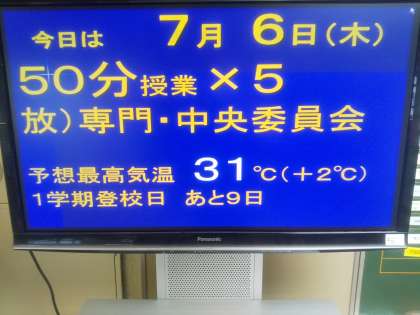 今日は 7月 6日(木)
50分授業×5
放)専門・中央委員会
予想最高気温 31℃(+2℃)
1学期登校日 あと9日
Panasonic